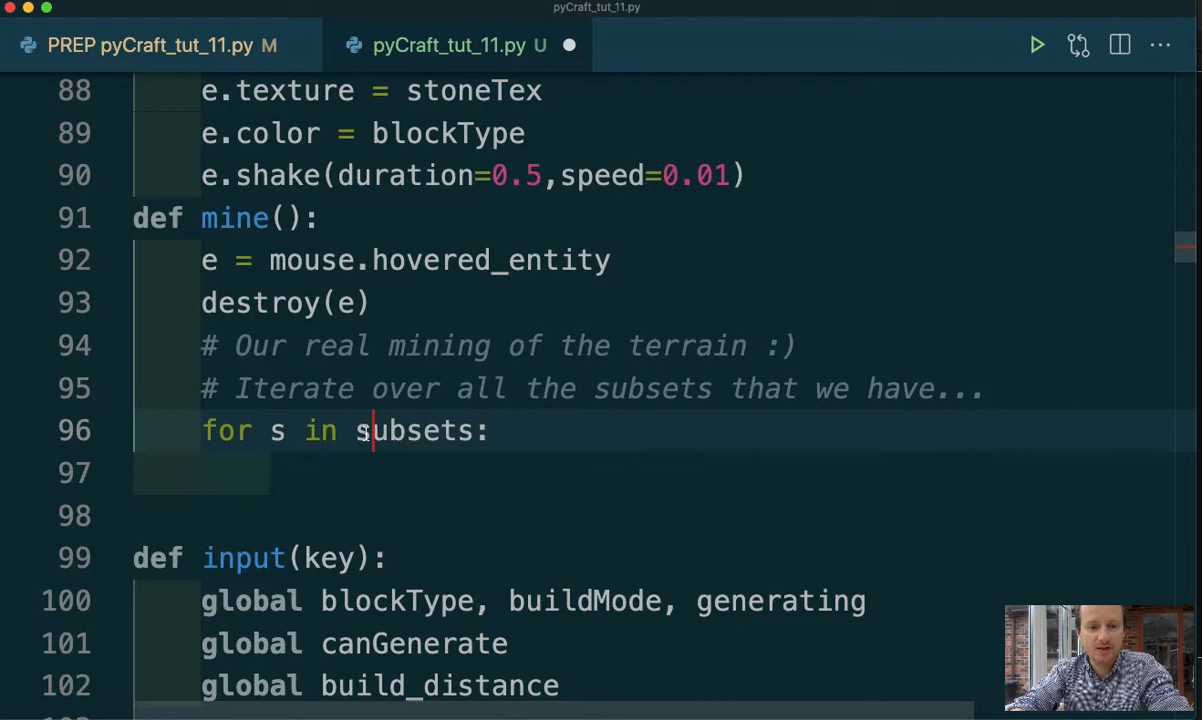 pyCraft_tut_11.py
PREP pyCraft_tut_11.py M pyCraft_tut_11.py U
88 e.texture = stoneTex
89 e.color = blockType
90 e.shake(duration=0.5,speed=0.01)
91 def mine():
92 e = mouse.hovered_entity
93 destroy(e)
94 # Our real mining of the terrain :)
95 # Iterate over all the subsets that we have...
96 for s in subsets:
97
98
99 def input(key):
100 global blockType, buildMode, generating
101 global canGenerate
102 global build_distance